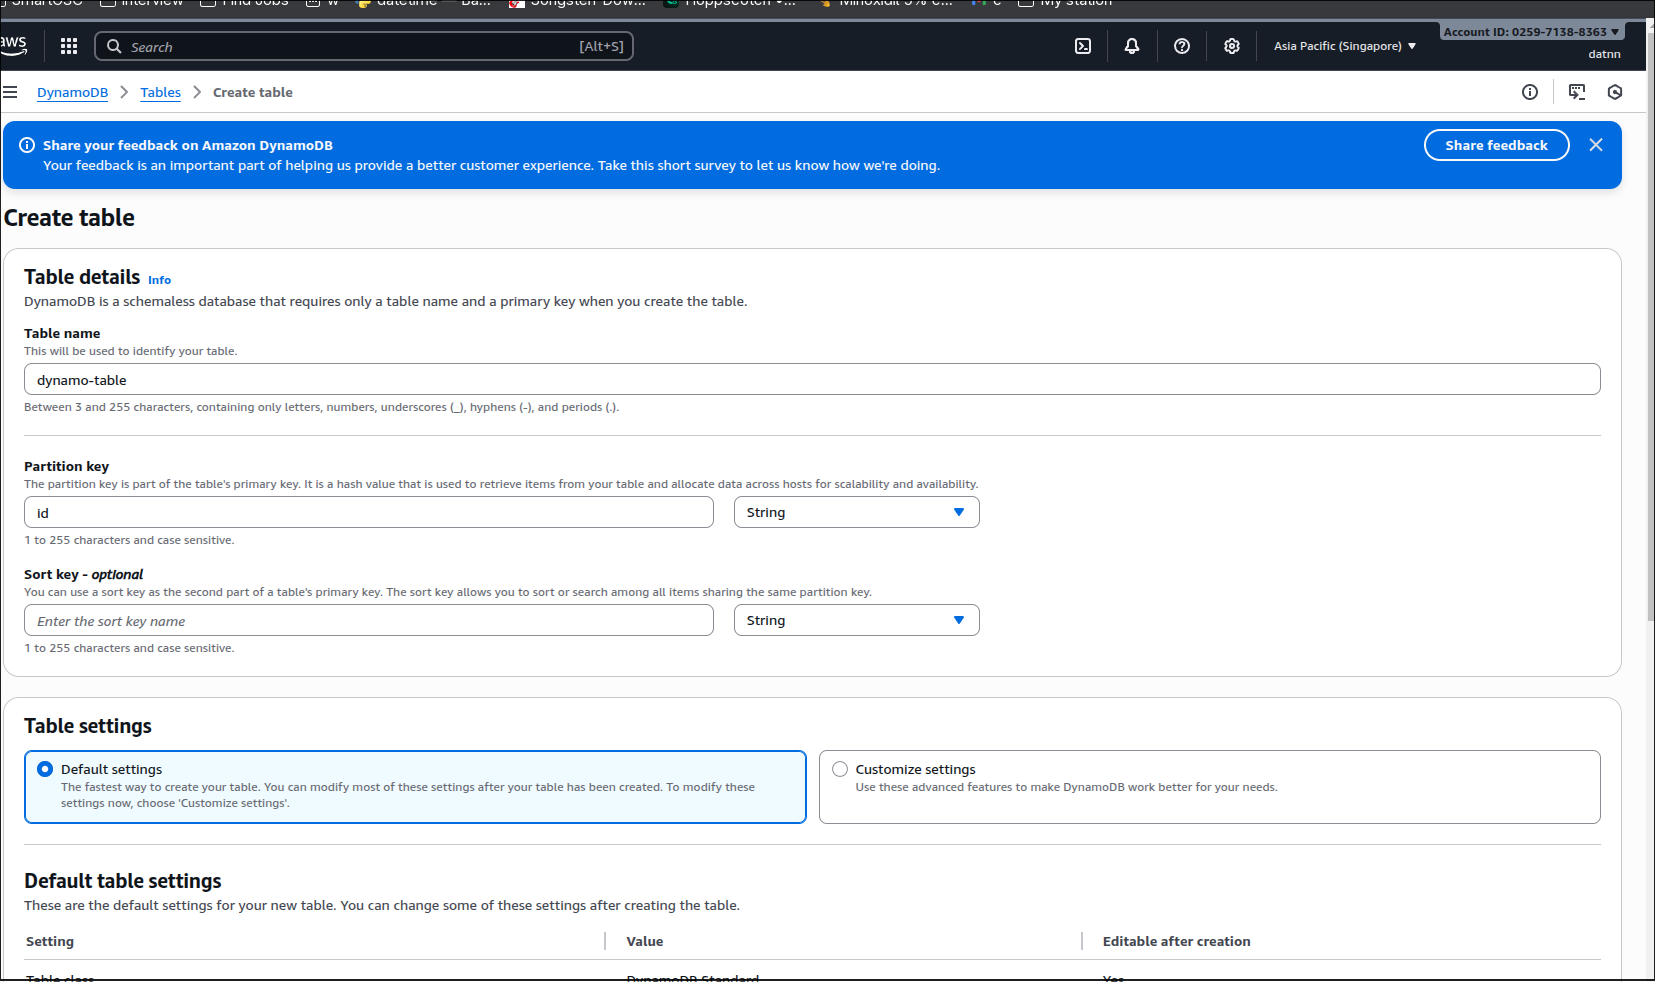 SmartOSC Interview Find Jobs w datetime — Ba... Songsterr Dow... Hoppscotch •... Minoxidil 5% c... c My station
aws Search [Alt+S] Asia Pacific (Singapore) Account ID: 0259-7138-8363
datnn
DynamoDB Tables Create table
Share your feedback on Amazon DynamoDB
Your feedback is an important part of helping us provide a better customer experience. Take this short survey to let us know how we're doing.
Share feedback
Create table
Table details Info
DynamoDB is a schemaless database that requires only a table name and a primary key when you create the table.
Table name
This will be used to identify your table.
dynamo-table
Between 3 and 255 characters, containing only letters, numbers, underscores (_), hyphens (-), and periods (.).
Partition key
The partition key is part of the table's primary key. It is a hash value that is used to retrieve items from your table and allocate data across hosts for scalability and availability.
id String
1 to 255 characters and case sensitive.
Sort key - optional
You can use a sort key as the second part of a table's primary key. The sort key allows you to sort or search among all items sharing the same partition key.
Enter the sort key name String
1 to 255 characters and case sensitive.
Table settings
Default settings
The fastest way to create your table. You can modify most of these settings after your table has been created. To modify these
settings now, choose 'Customize settings'.
Customize settings
Use these advanced features to make DynamoDB work better for your needs.
Default table settings
These are the default settings for your new table. You can change some of these settings after creating the table.
Setting Value Editable after creation
Table class DynamoDB Standard Yes